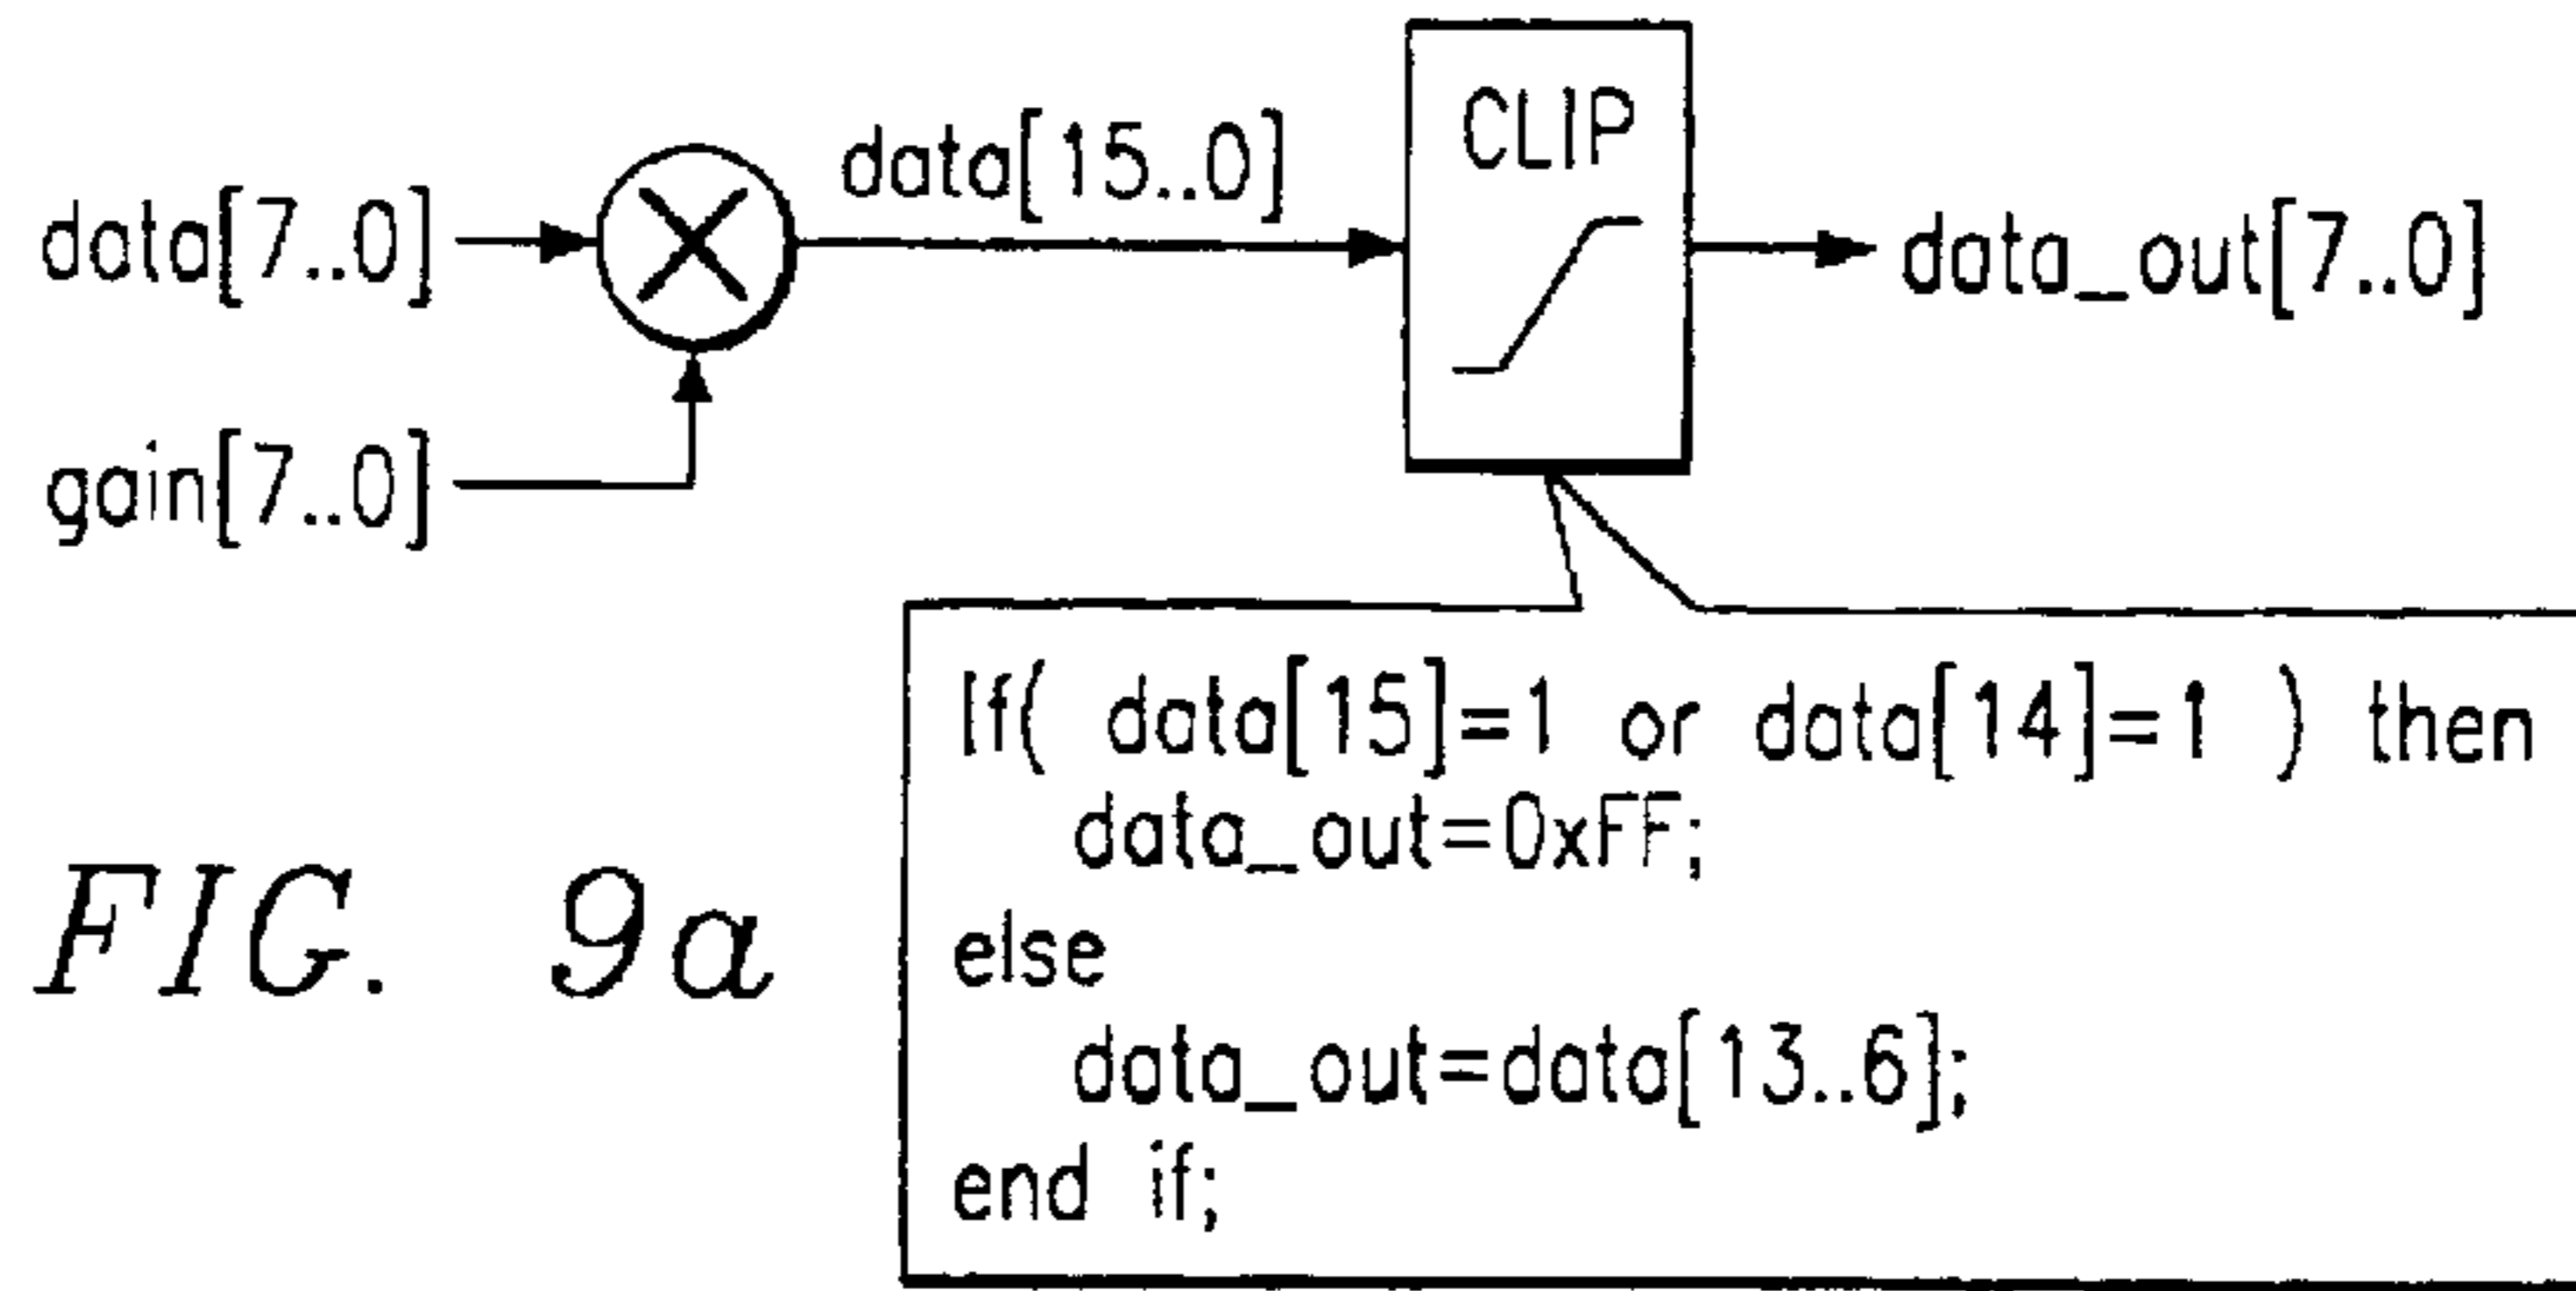 CLIP
data[15..0]
data[7..0]
data_out[7..0]
gain[7..0]
If( data[15]=1 or data[14]=1 ) then
data_out=0xFF;
else
data_out=data[13..6];
end if;
FIG. 9a